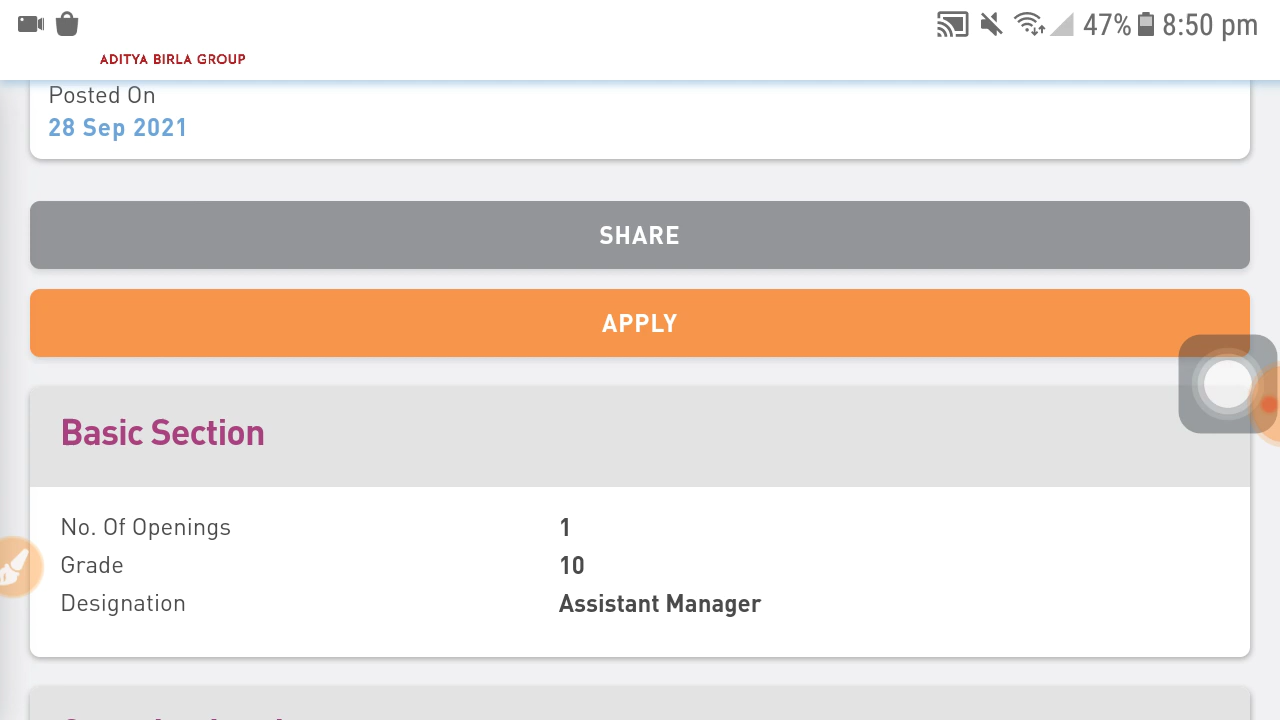 47% 8:50 pm
ADITYA BIRLA GROUP
Posted On
28 Sep 2021
SHARE
APPLY
Basic Section
No. Of Openings 1
Grade 10
Designation Assistant Manager